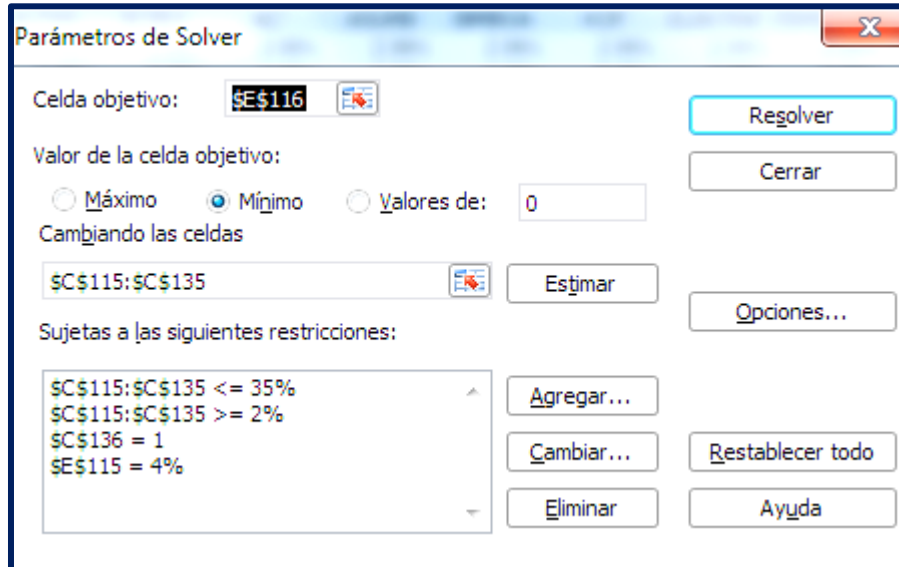 Parámetros de Solver
Celda objetivo: $E$116
Resolver
Valor de la celda objetivo:
Cerrar
Máximo Mínimo Valores de: 0
Cambiando las celdas
$C$115:$C$135 Estimar
Opciones...
Sujetas a las siguientes restricciones:
$C$115:$C$135 <= 35%
$C$115:$C$135 >= 2%
$C$136 = 1
$E$115 = 4%
Agregar...
Cambiar... Restablecer todo
Eliminar Ayuda